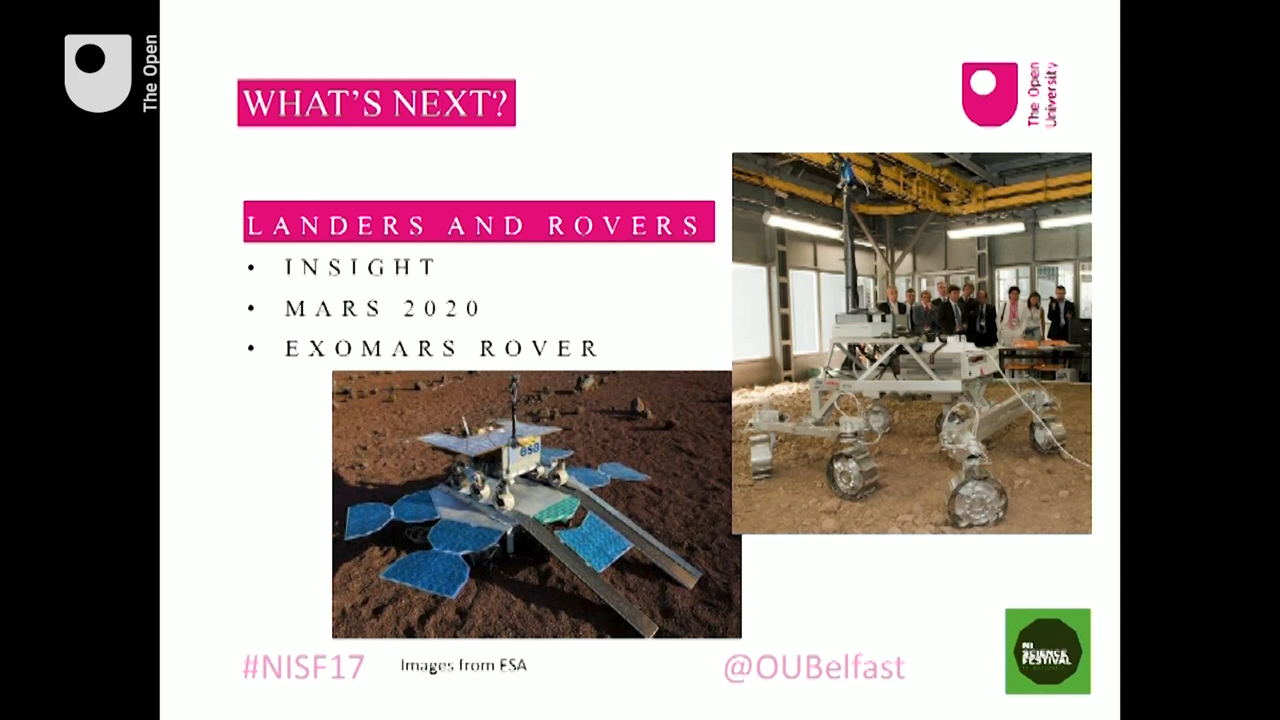 The Open
WHAT'S NEXT?
The Open
University
LANDERS AND ROVERS
• INSIGHT
• MARS 2020
• EXOMARS ROVER
esa
#NISF17
Images from ESA
@OUBelfast
NI
SCIENCE
FESTIVAL